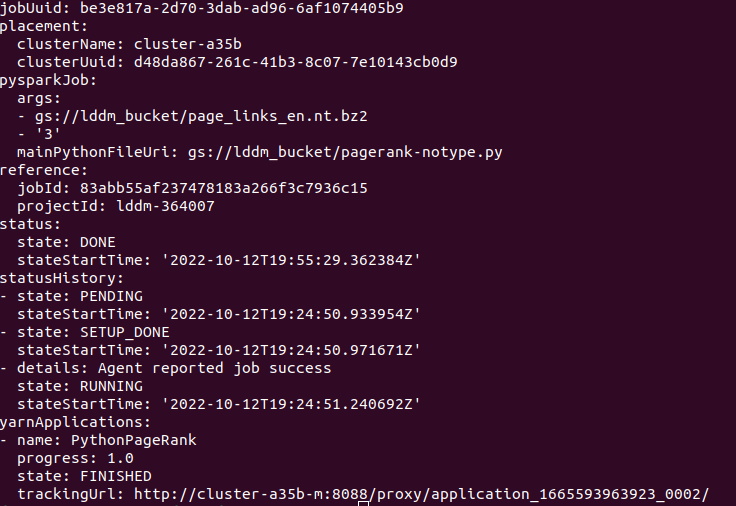 jobUuid: be3e817a-2d70-3dab-ad96-6af1074405b9
placement:
  clusterName: cluster-a35b
  clusterUuid: d48da867-261c-41b3-8c07-7e10143cb0d9
pysparkJob:
  args:
  - gs://lddm_bucket/page_links_en.nt.bz2
  - '3'
  mainPythonFileUri: gs://lddm_bucket/pagerank-notype.py
reference:
  jobId: 83abb55af237478183a266f3c7936c15
  projectId: lddm-364007
status:
  state: DONE
  stateStartTime: '2022-10-12T19:55:29.362384Z'
statusHistory:
- state: PENDING
  stateStartTime: '2022-10-12T19:24:50.933954Z'
- state: SETUP_DONE
  stateStartTime: '2022-10-12T19:24:50.971671Z'
- details: Agent reported job success
  state: RUNNING
  stateStartTime: '2022-10-12T19:24:51.240692Z'
yarnApplications:
- name: PythonPageRank
  progress: 1.0
  state: FINISHED
  trackingUrl: http://cluster-a35b-m:8088/proxy/application_1665593963923_0002/